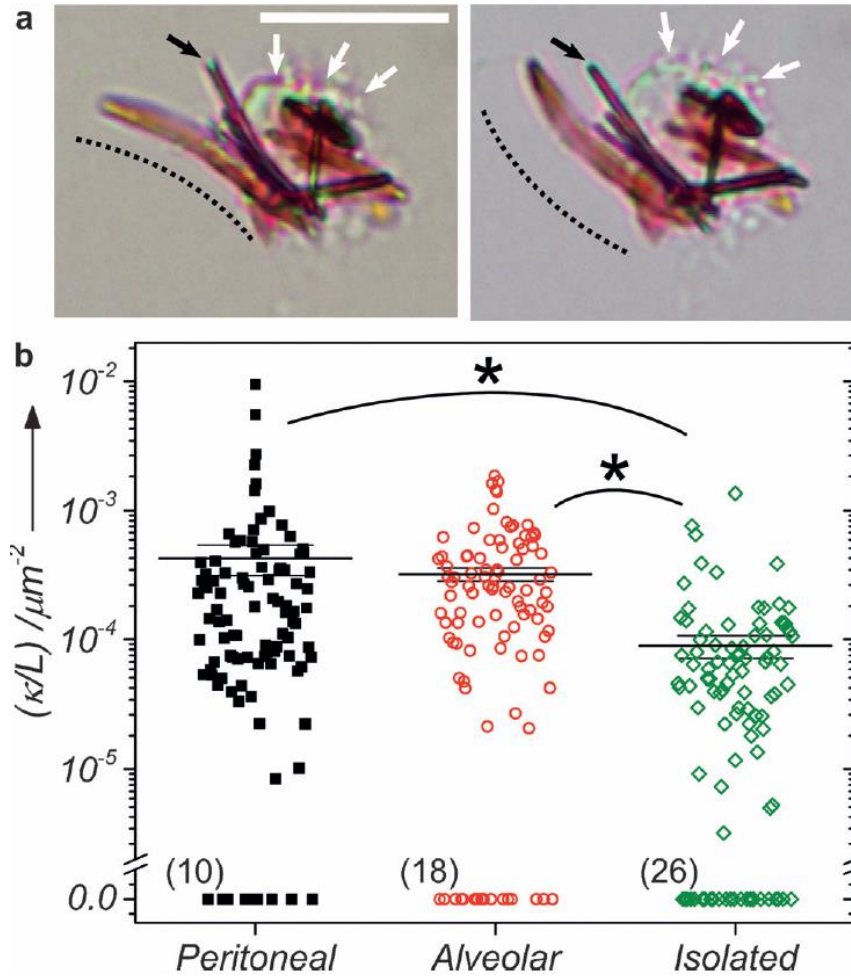 a
b
*
*
(κ/L) /μm⁻²
10⁻²
10⁻³
10⁻⁴
10⁻⁵
0.0
(10) (18) (26)
Peritoneal Alveolar Isolated